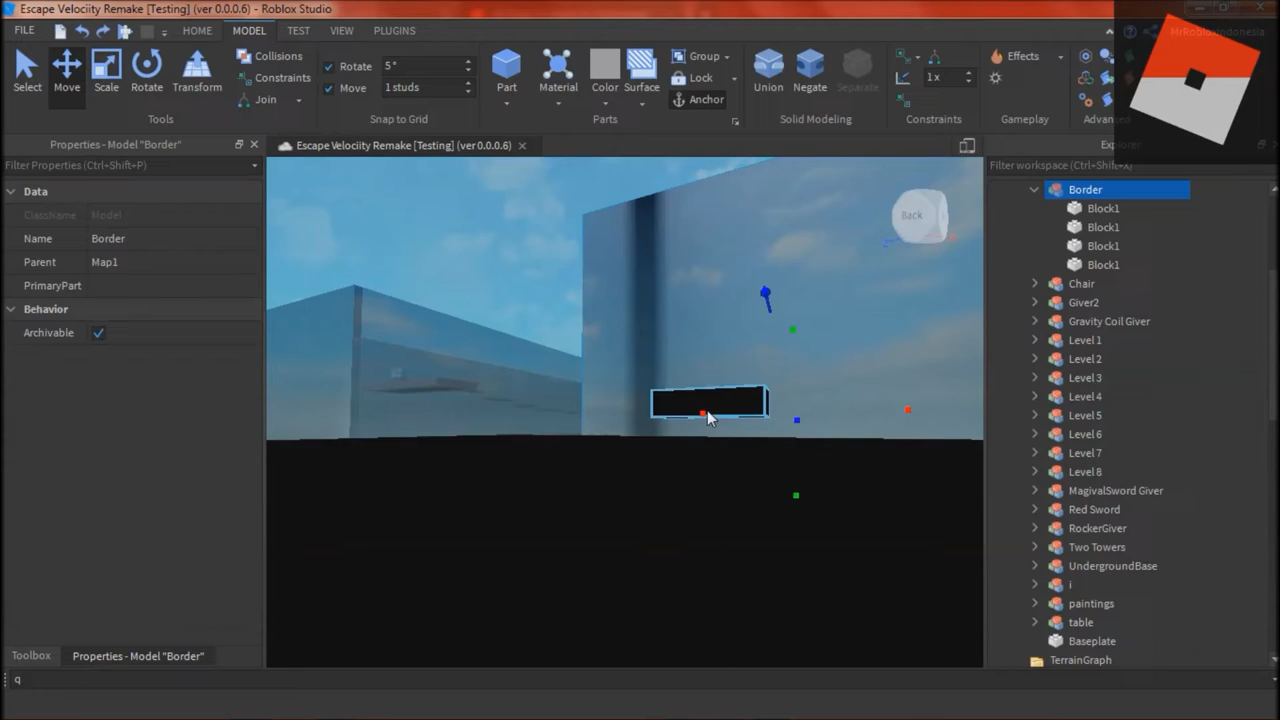 Escape Velociity Remake [Testing] (ver 0.0.0.6) - Roblox Studio
FILE
HOME
MODEL
TEST
VIEW
PLUGINS
MrRobloxIndonesia
Select
Move
Scale
Rotate
Transform
Tools
Collisions
Constraints
Join
Rotate
5°
Move
1 studs
Snap to Grid
Part
Material
Color
Surface
Group
Lock
Anchor
Parts
Union
Negate
Separate
Solid Modeling
1 x
Constraints
Effects
Gameplay
Advanc
Properties - Model "Border"
Filter Properties (Ctrl+Shift+P)
Data
ClassName Model
Name Border
Parent Map1
PrimaryPart
Behavior
Archivable
Escape Velociity Remake [Testing] (ver 0.0.0.6)
Back
Filter workspace (Ctrl+Shift+X)
Border
Block1
Block1
Block1
Block1
Chair
Giver2
Gravity Coil Giver
Level 1
Level 2
Level 3
Level 4
Level 5
Level 6
Level 7
Level 8
MagivalSword Giver
Red Sword
RockerGiver
Two Towers
UndergroundBase
i
paintings
table
Baseplate
TerrainGraph
Toolbox
Properties - Model "Border"
q